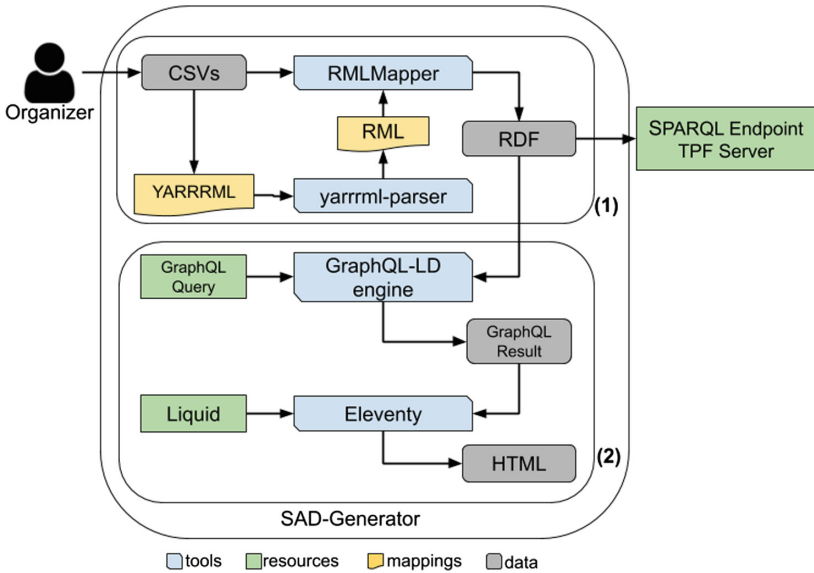 Organizer
CSVs
RMLMapper
RML
RDF
SPARQL Endpoint
TPF Server
YARRRML
yarrrml-parser
(1)
GraphQL
Query
GraphQL-LD
engine
GraphQL
Result
Liquid
Eleventy
HTML
(2)
SAD-Generator
tools
resources
mappings
data